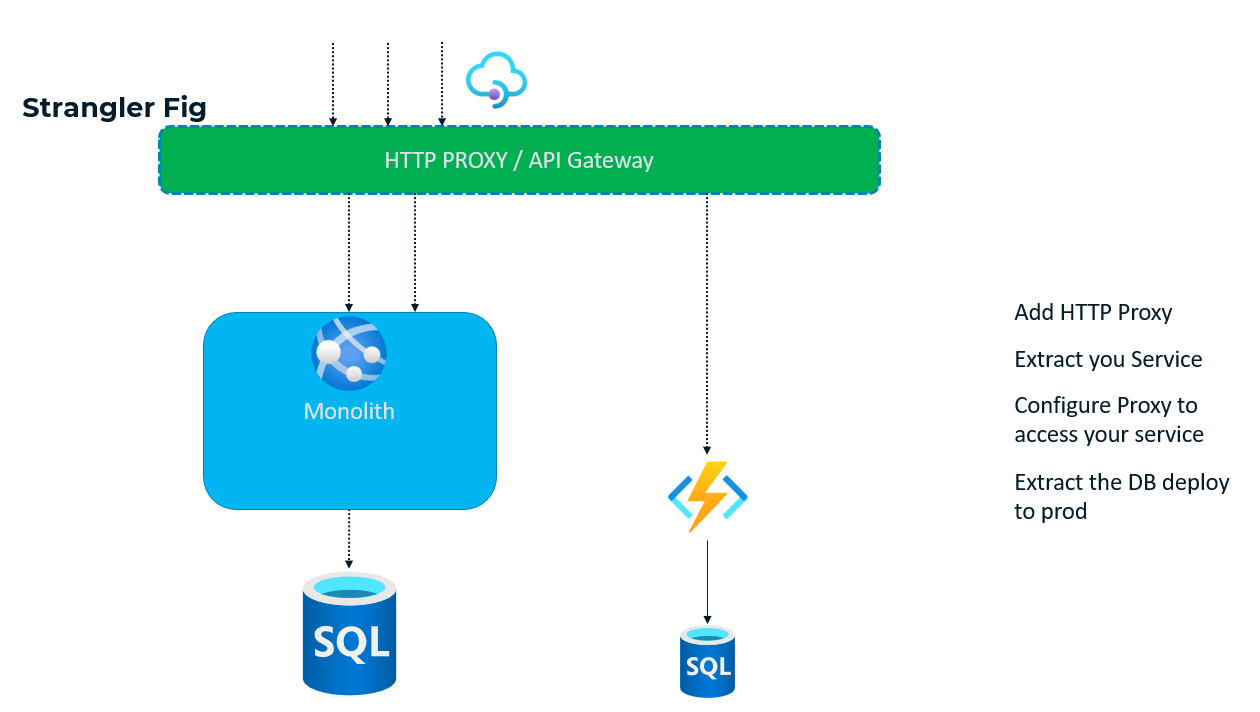 Strangler Fig
HTTP PROXY / API Gateway
Monolith
SQL
SQL
Add HTTP Proxy
Extract you Service
Configure Proxy to
access your service
Extract the DB deploy
to prod